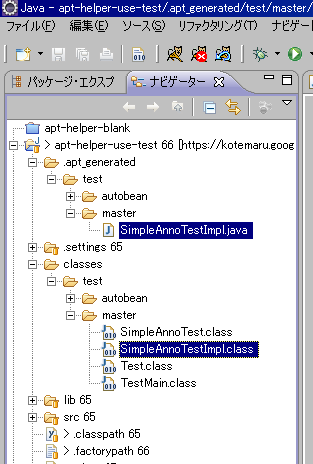 Java - apt-helper-use-test/.apt_generated/test/master/
ファイル(F) 編集(E) ソース(S) リファクタリング(T) ナビゲー
パッケージ・エクスプ ナビゲーター
apt-helper-blank
> apt-helper-use-test 66 [https://kotemaru.goog
.apt_generated
test
autobean
master
SimpleAnnoTestImpl.java
.settings 65
classes
test
autobean
master
SimpleAnnoTest.class
SimpleAnnoTestImpl.class
Test.class
TestMain.class
lib 65
src 65
> .classpath 65
> .factorypath 66